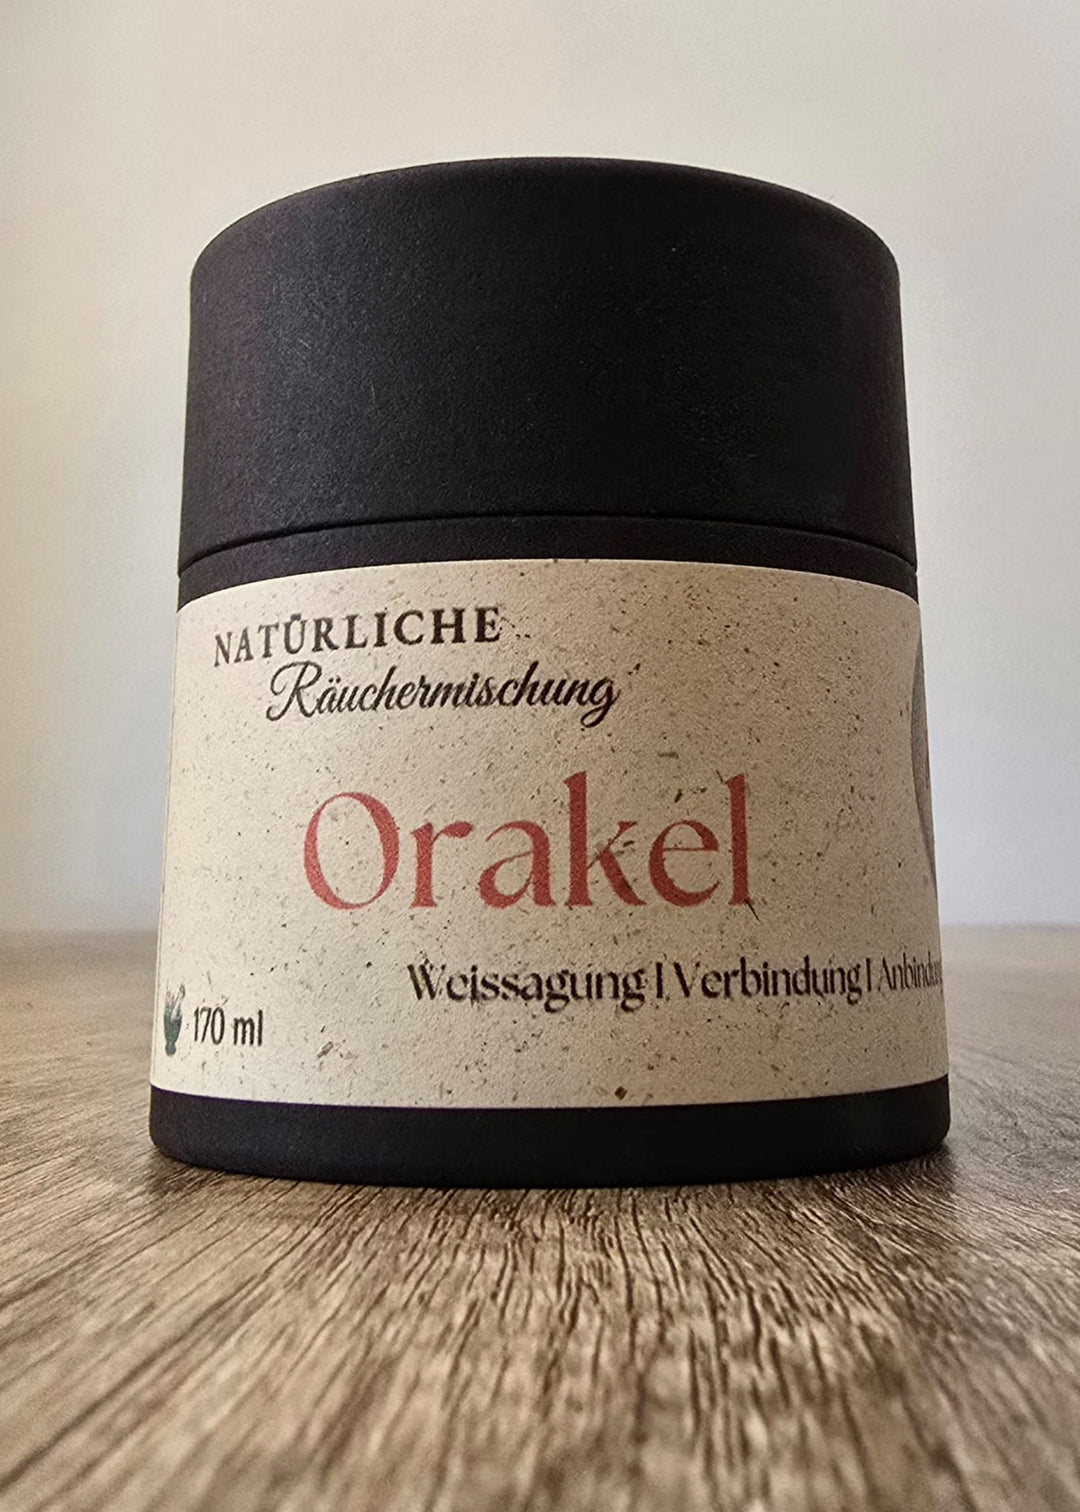 NATÜRLICHE
Räuchermischung
Orakel
Weissagung | Verbindung |
170 ml